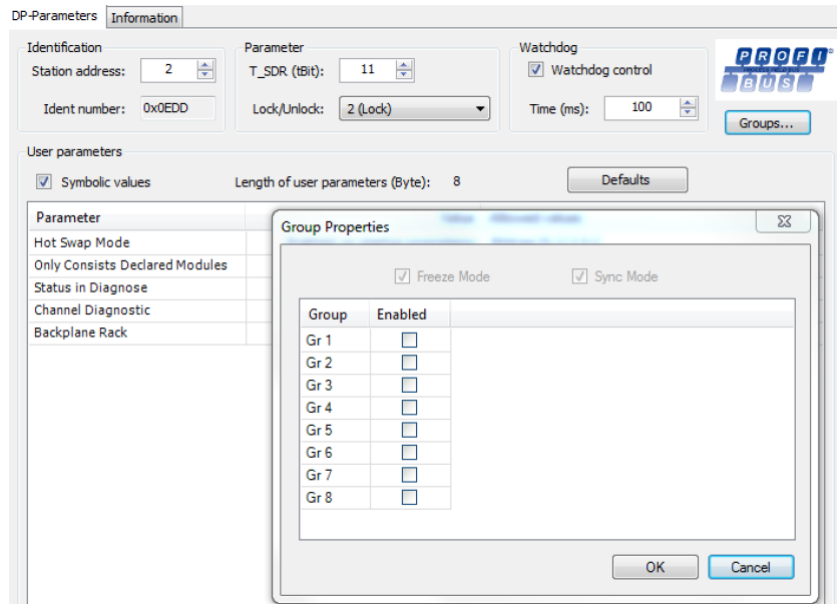 DP-Parameters Information
Identification Parameter Watchdog
Station address: 2 T_SDR (tBit): 11 Watchdog control
Ident number: 0x0EDD Lock/Unlock: 2 (Lock) Time (ms): 100
PROFI
BUS
Groups...
User parameters
Symbolic values Length of user parameters (Byte): 8 Defaults
Parameter
Hot Swap Mode
Only Consists Declared Modules
Status in Diagnose
Channel Diagnostic
Backplane Rack
Value Allowed values
Group Properties
Freeze Mode Sync Mode
Group Enabled
Gr 1
Gr 2
Gr 3
Gr 4
Gr 5
Gr 6
Gr 7
Gr 8
OK Cancel